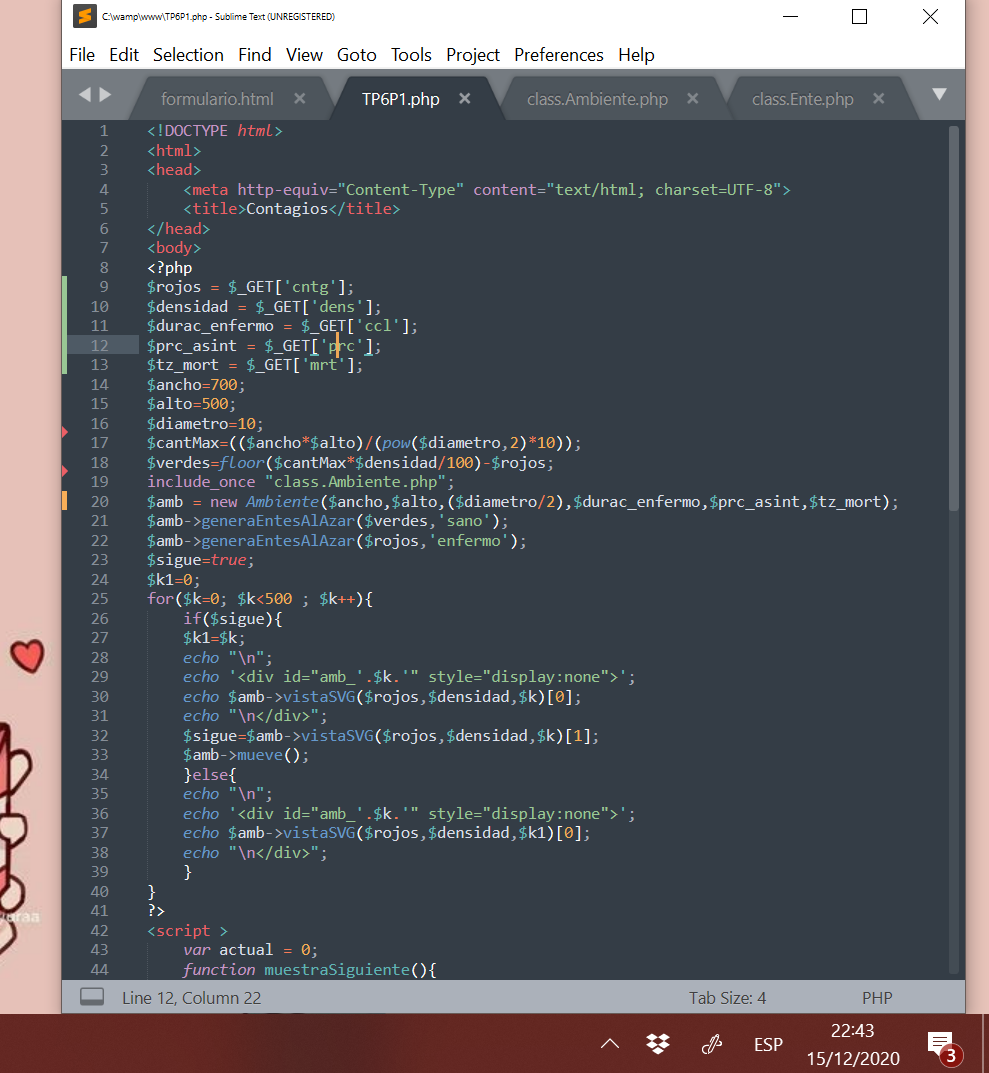 C:\wamp\www\TP6P1.php - Sublime Text (UNREGISTERED)
File Edit Selection Find View Goto Tools Project Preferences Help
formulario.html TP6P1.php class.Ambiente.php class.Ente.php
1 <!DOCTYPE html>
2 <html>
3 <head>
4 <meta http-equiv="Content-Type" content="text/html; charset=UTF-8">
5 <title>Contagios</title>
6 </head>
7 <body>
8 <?php
9 $rojos = $_GET['cntg'];
10 $densidad = $_GET['dens'];
11 $durac_enfermo = $_GET['ccl'];
12 $prc_asint = $_GET['prc'];
13 $tz_mort = $_GET['mrt'];
14 $ancho=700;
15 $alto=500;
16 $diametro=10;
17 $cantMax=(($ancho*$alto)/(pow($diametro,2)*10));
18 $verdes=floor($cantMax*$densidad/100)-$rojos;
19 include_once "class.Ambiente.php";
20 $amb = new Ambiente($ancho,$alto,($diametro/2),$durac_enfermo,$prc_asint,$tz_mort);
21 $amb->generaEntesAlAzar($verdes,'sano');
22 $amb->generaEntesAlAzar($rojos,'enfermo');
23 $sigue=true;
24 $k1=0;
25 for($k=0; $k<500 ; $k++){
26 if($sigue){
27 $k1=$k;
28 echo "\n";
29 echo '<div id="amb_'.$k.'" style="display:none">';
30 echo $amb->vistaSVG($rojos,$densidad,$k)[0];
31 echo "\n</div>";
32 $sigue=$amb->vistaSVG($rojos,$densidad,$k)[1];
33 $amb->mueve();
34 }else{
35 echo "\n";
36 echo '<div id="amb_'.$k.'" style="display:none">';
37 echo $amb->vistaSVG($rojos,$densidad,$k1)[0];
38 echo "\n</div>";
39 }
40 }
41 ?>
42 <script >
43 var actual = 0;
44 function muestraSiguiente(){
Line 12, Column 22 Tab Size: 4 PHP
ESP 22:43 15/12/2020 3